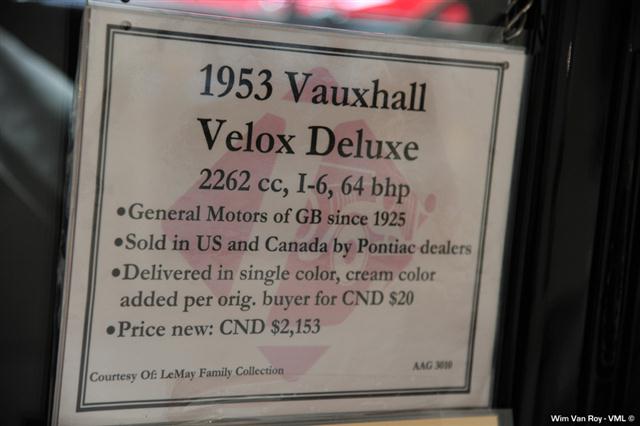 1953 Vauxhall
Velox Deluxe
2262 cc, I-6, 64 bhp
•General Motors of GB since 1925
•Sold in US and Canada by Pontiac dealers
•Delivered in single color, cream color
added per orig. buyer for CND $20
•Price new: CND $2,153
Courtesy Of: LeMay Family Collection
AAG 3010
Wim Van Roy - VML ©